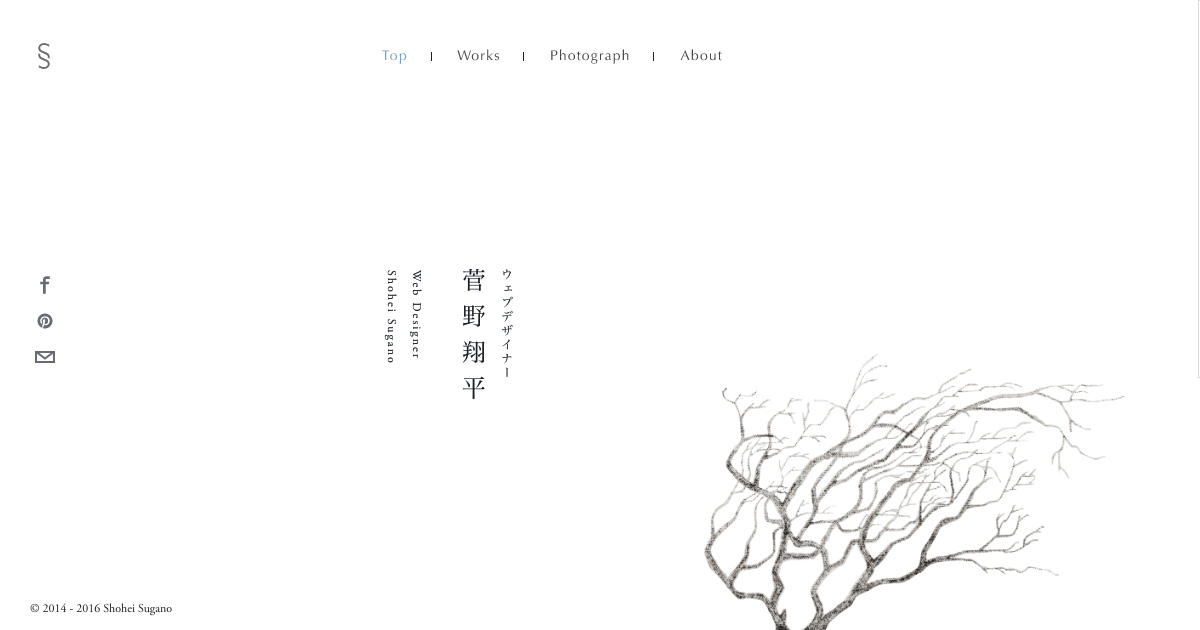 §
Top
Works
Photograph
About
ウェブデザイナー
菅野翔平
Web Designer
Shohei Sugano
© 2014 - 2016 Shohei Sugano